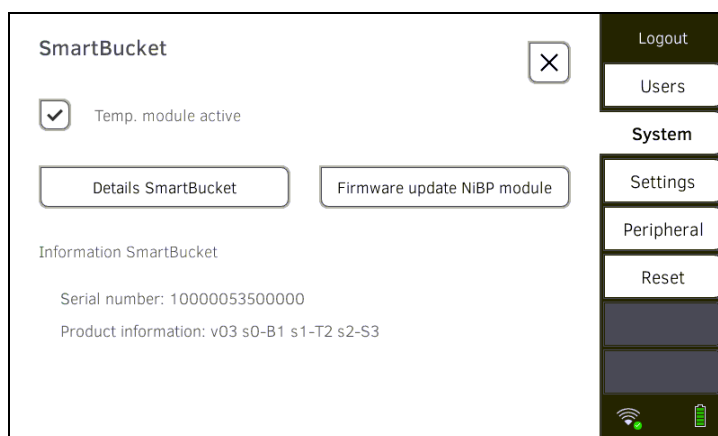 SmartBucket
Temp. module active
Details SmartBucket
Firmware update NiBP module
Information SmartBucket
Serial number: 10000053500000
Product information: v03 s0-B1 s1-T2 s2-S3
Logout
Users
System
Settings
Peripheral
Reset